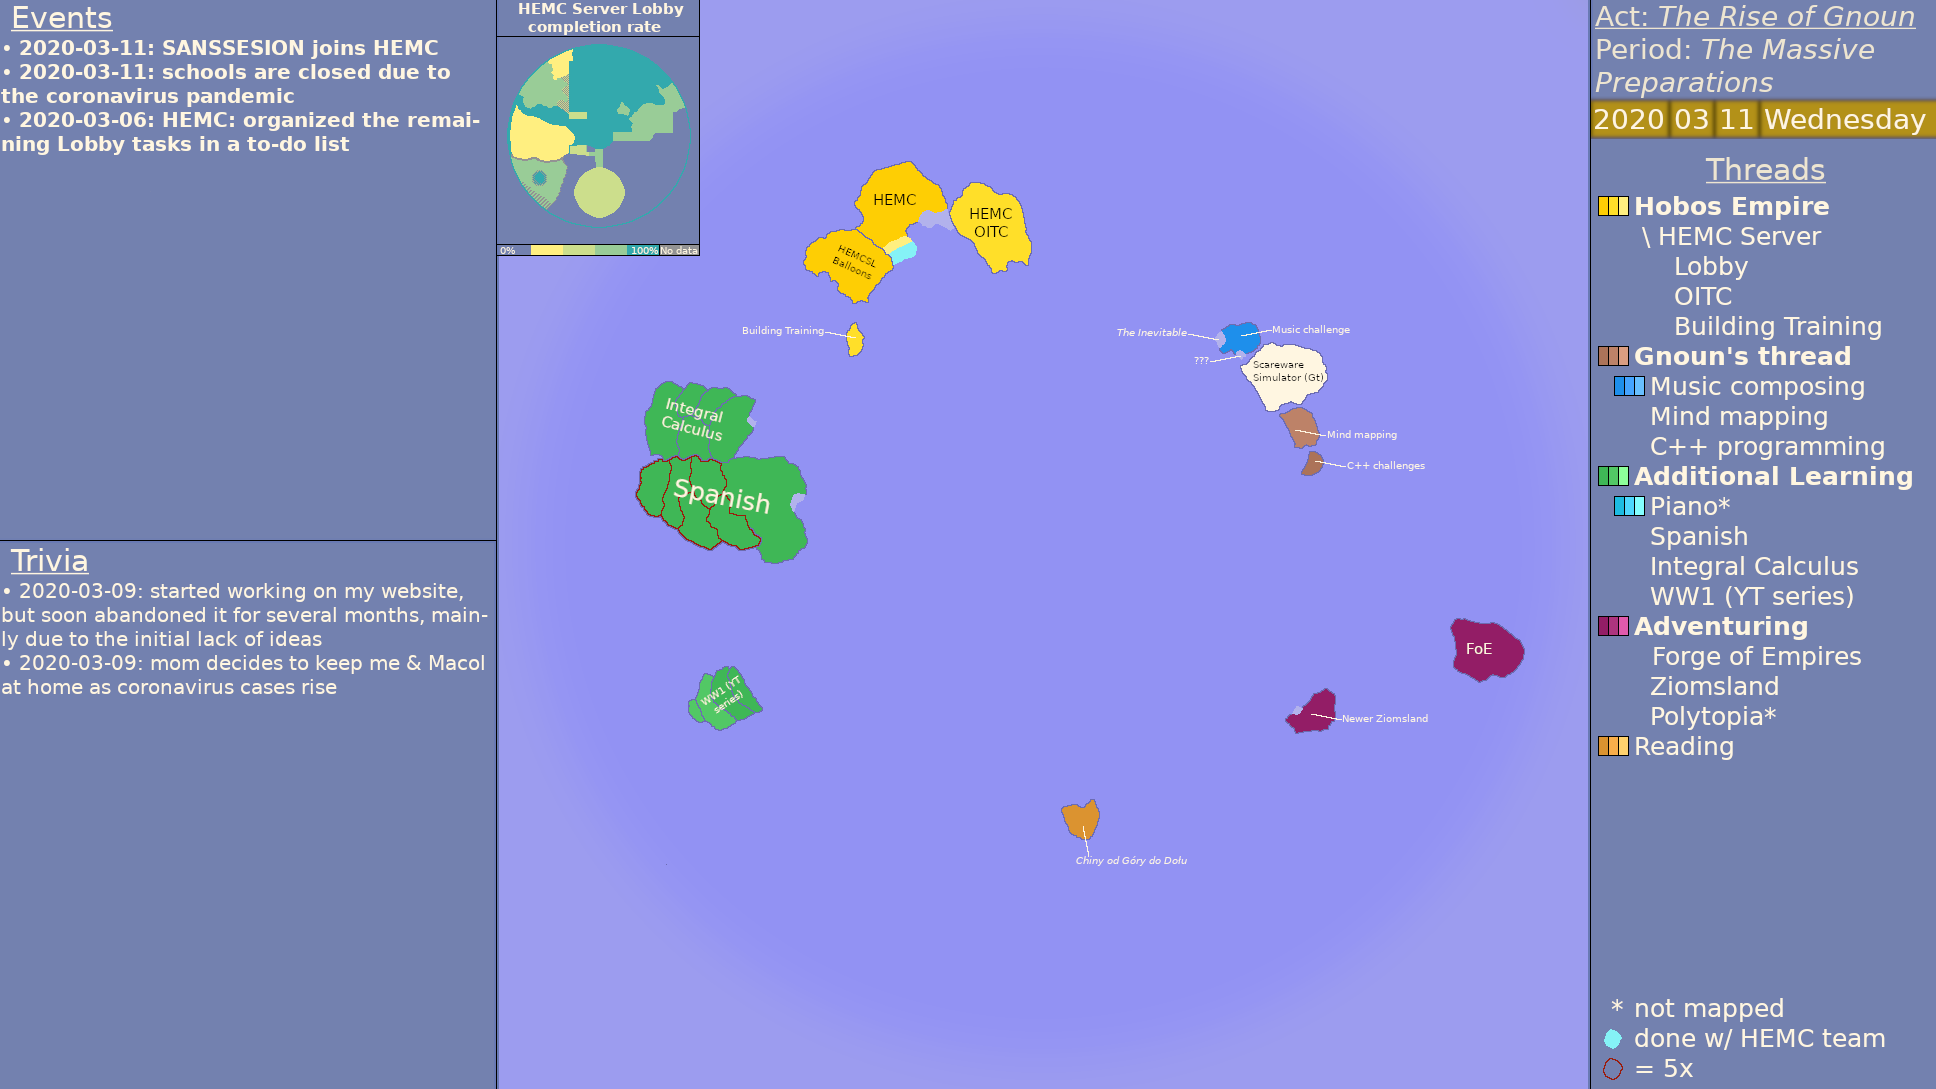 Events
• 2020-03-11: SANSSESION joins HEMC
• 2020-03-11: schools are closed due to
the coronavirus pandemic
• 2020-03-06: HEMC: organized the remai-
ning Lobby tasks in a to-do list
Trivia
• 2020-03-09: started working on my website,
but soon abandoned it for several months, main-
ly due to the initial lack of ideas
• 2020-03-09: mom decides to keep me & Macol
at home as coronavirus cases rise
HEMC Server Lobby
completion rate
0%
100%
No data
HEMC
HEMC
OITC
HEMCSL
Balloons
Building Training
The Inevitable
Music challenge
???
Scareware
Simulator (Gt)
Mind mapping
C++ challenges
Integral
Calculus
Spanish
WW1 (YT
series)
FoE
Newer Ziomsland
Chiny od Góry do Dołu
Act: The Rise of Gnoun
Period: The Massive
Preparations
2020 03 11 Wednesday
Threads
Hobos Empire
\ HEMC Server
Lobby
OITC
Building Training
Gnoun's thread
Music composing
Mind mapping
C++ programming
Additional Learning
Piano*
Spanish
Integral Calculus
WW1 (YT series)
Adventuring
Forge of Empires
Ziomsland
Polytopia*
Reading
* not mapped
done w/ HEMC team
= 5x